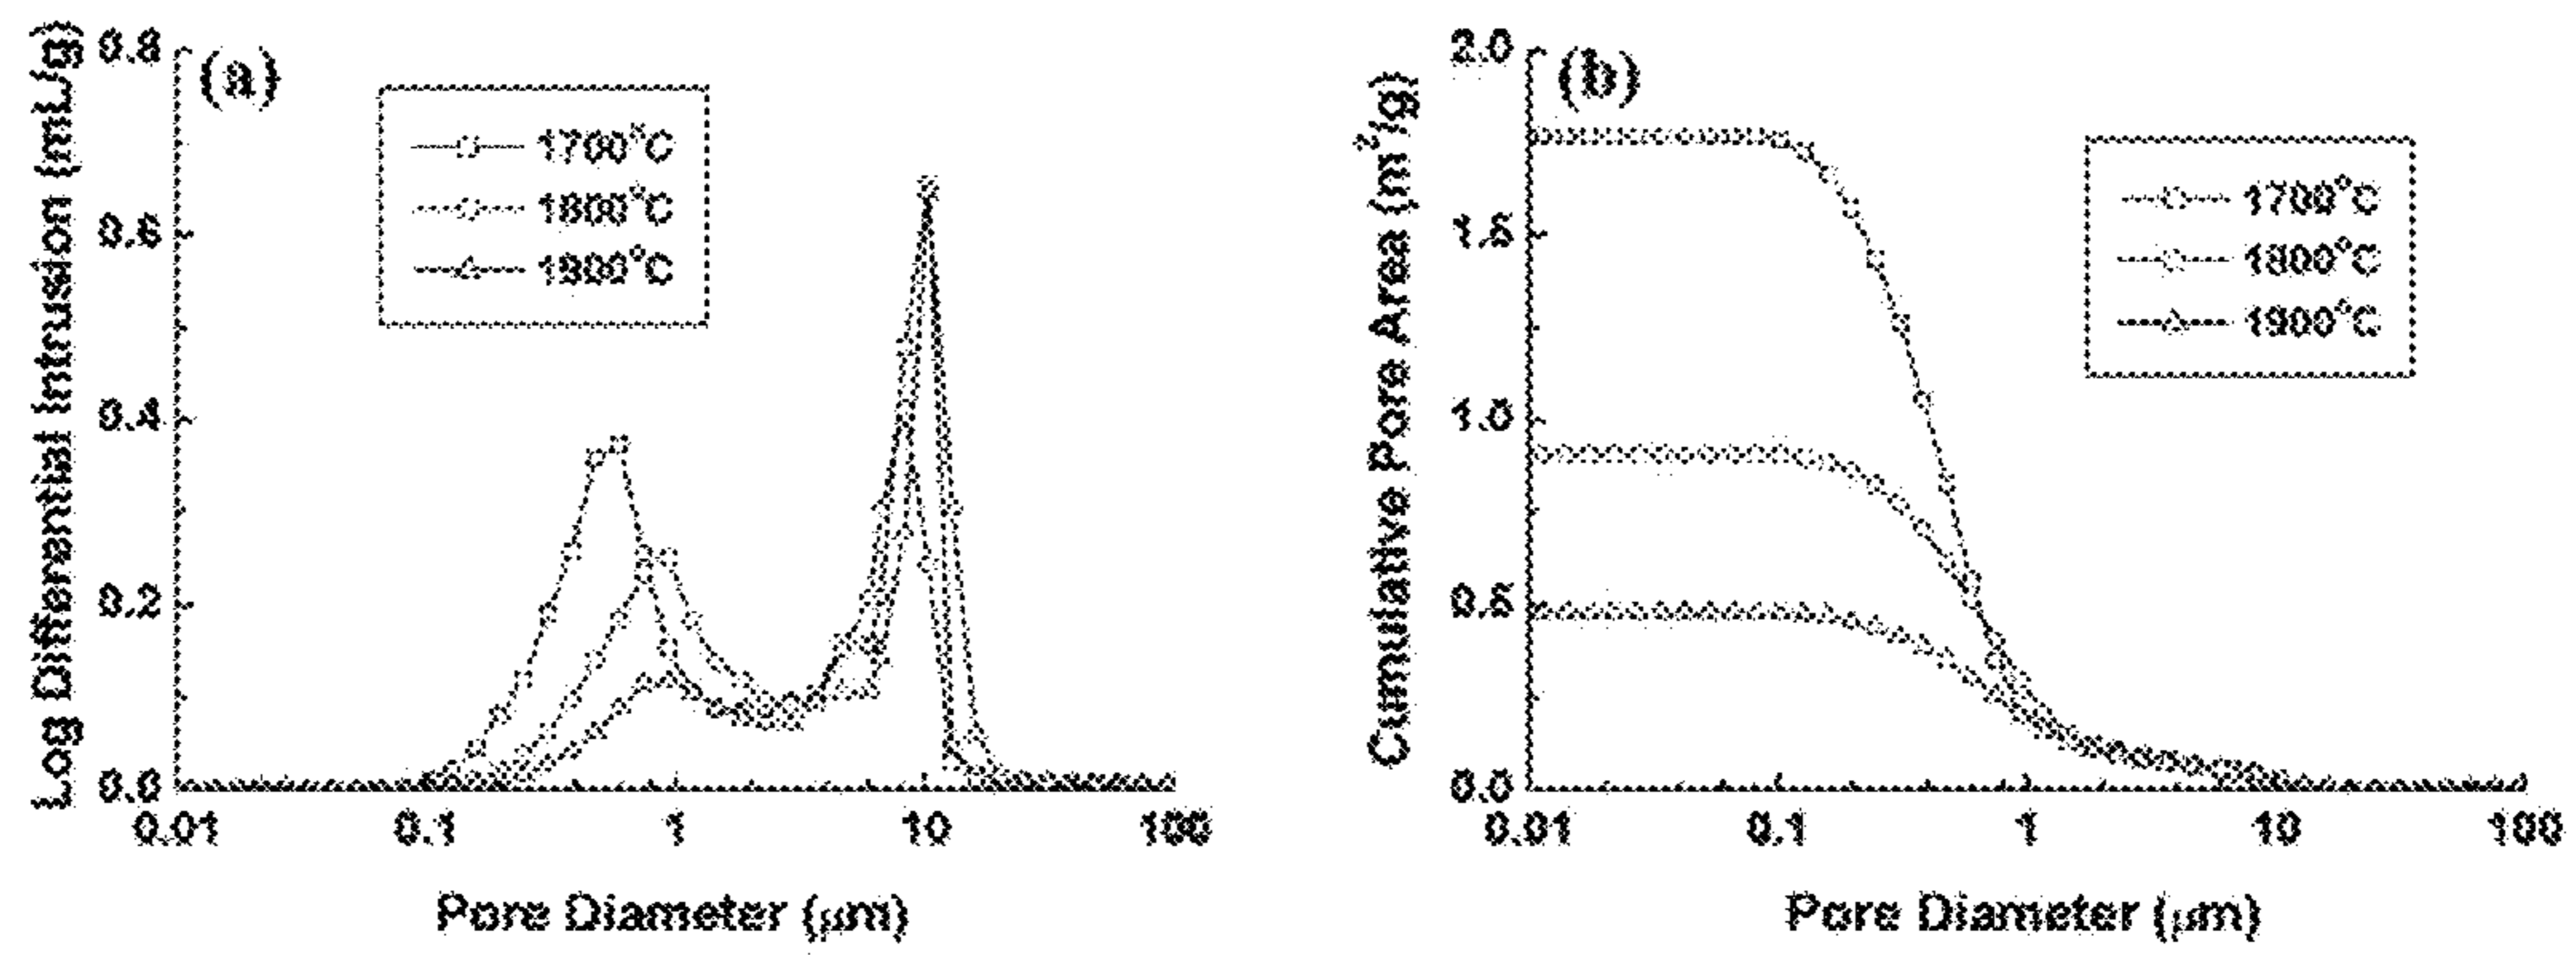 (a)
Log Differential Intrusion (mL/g)
0.8
0.6
0.4
0.2
0.0
1700°C
1800°C
1900°C
0.01 0.1 1 10 100
Pore Diameter (μm)
(b)
Cumulative Pore Area (m²/g)
2.0
1.5
1.0
0.5
0.0
1700°C
1800°C
1900°C
0.01 0.1 1 10 100
Pore Diameter (μm)